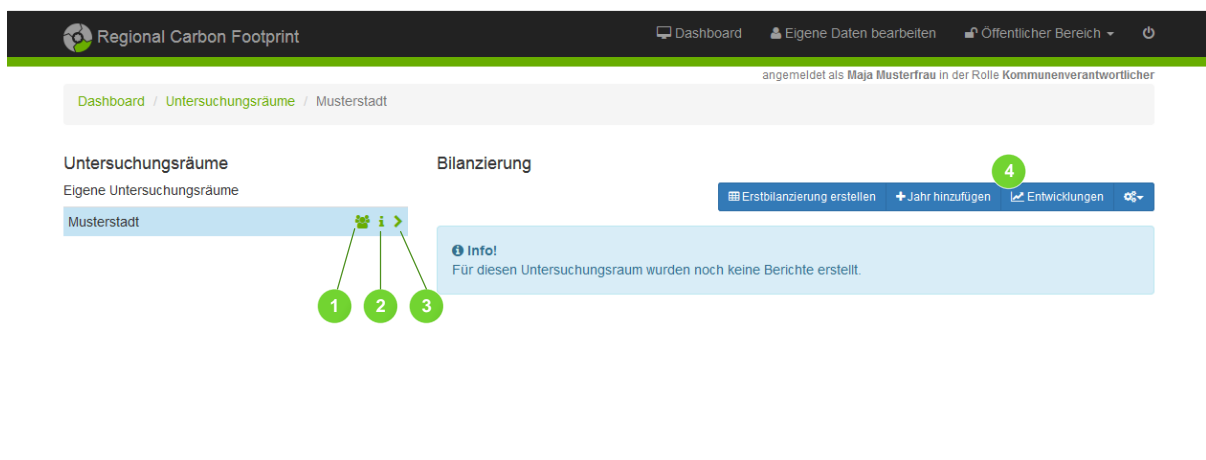 Regional Carbon Footprint
Dashboard Eigene Daten bearbeiten Öffentlicher Bereich
angemeldet als Maja Musterfrau in der Rolle Kommunenverantwortlicher
Dashboard / Untersuchungsräume / Musterstadt
Untersuchungsräume
Eigene Untersuchungsräume
Musterstadt
1 2 3
Bilanzierung
4
Erstbilanzierung erstellen Jahr hinzufügen Entwicklungen
Info!
Für diesen Untersuchungsraum wurden noch keine Berichte erstellt.